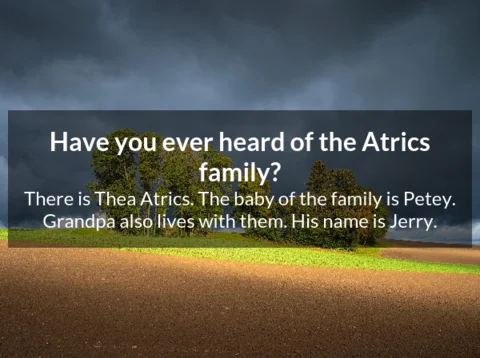 Have you ever heard of the Atrics
family?
There is Thea Atrics. The baby of the family is Petey.
Grandpa also lives with them. His name is Jerry.